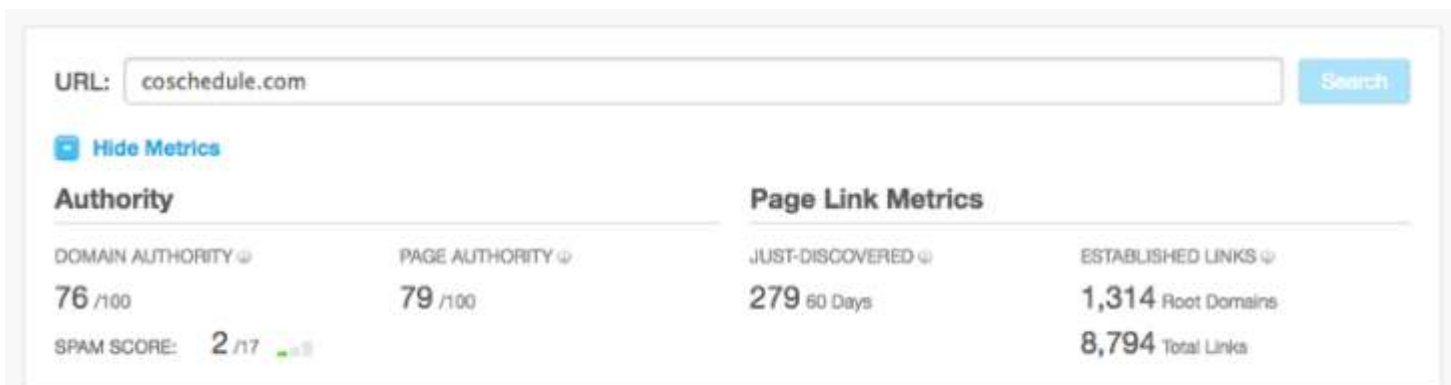 URL: coschedule.com Search
Hide Metrics
Authority
Page Link Metrics
DOMAIN AUTHORITY
PAGE AUTHORITY
JUST-DISCOVERED
ESTABLISHED LINKS
76 /100
79 /100
279 60 Days
1,314 Root Domains
SPAM SCORE: 2 /17
8,794 Total Links